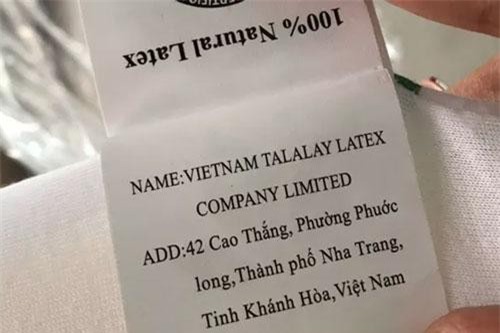 100% Natural Latex
NAME:VIETNAM TALALAY LATEX
COMPANY LIMITED
ADD:42 Cao Thắng, Phường Phuớc
long,Thành phố Nha Trang,
Tinh Khánh Hòa,Việt Nam